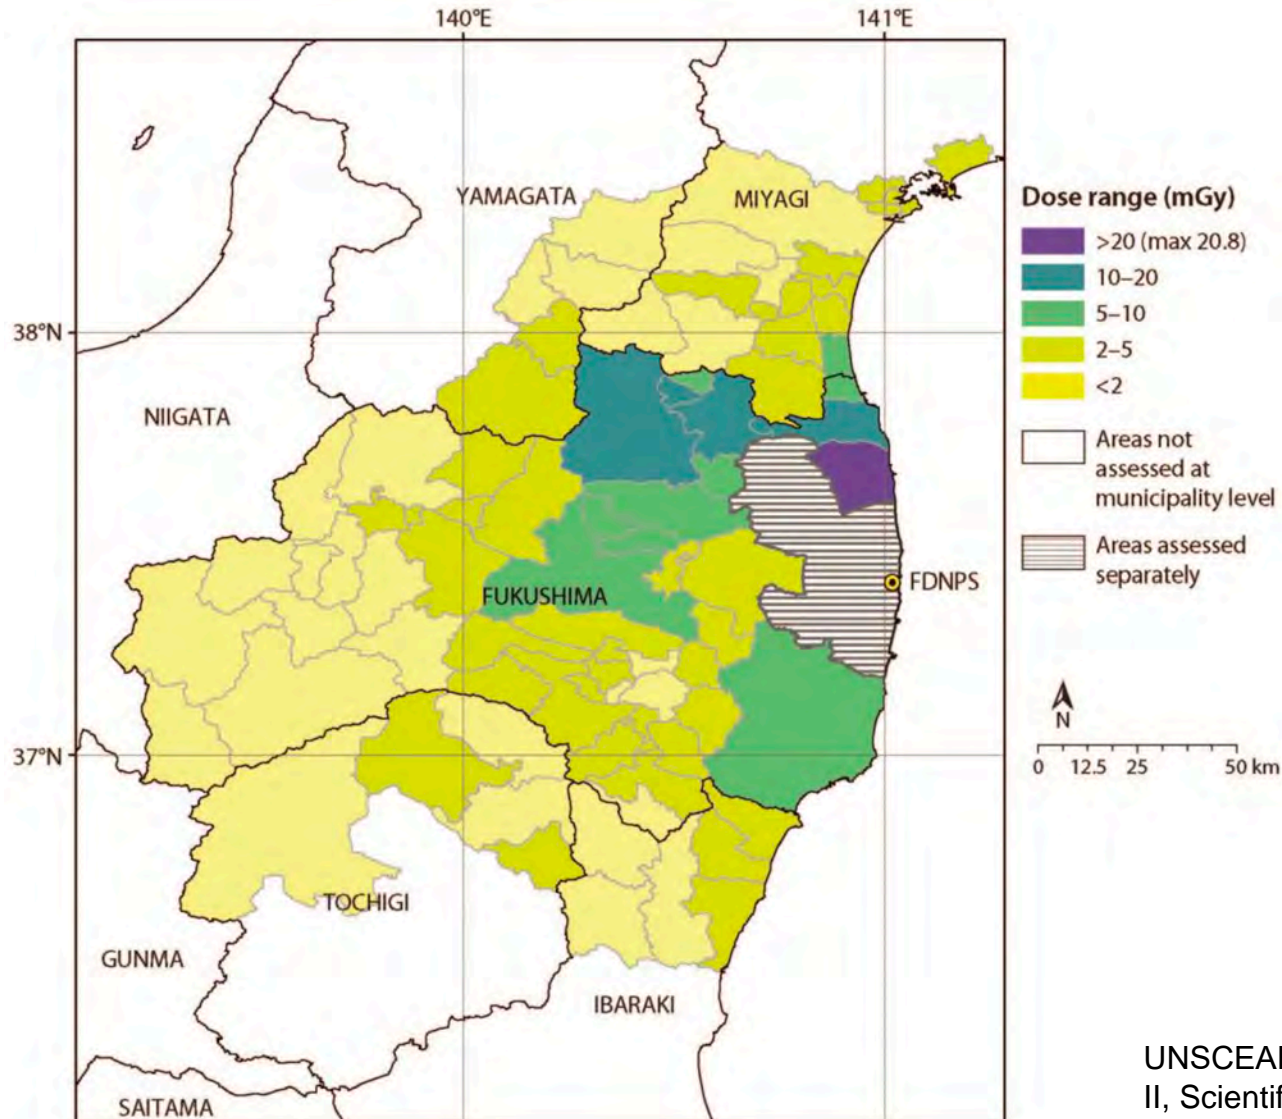 140°E
141°E
YAMAGATA
MIYAGI
Dose range (mGy)
>20 (max 20.8)
10–20
5–10
2–5
<2
38°N
NIIGATA
Areas not
assessed at
municipality level
Areas assessed
separately
FUKUSHIMA
FDNPS
N
37°N
0 12.5 25 50 km
TOCHIGI
GUNMA
IBARAKI
SAITAMA
II, Scientif